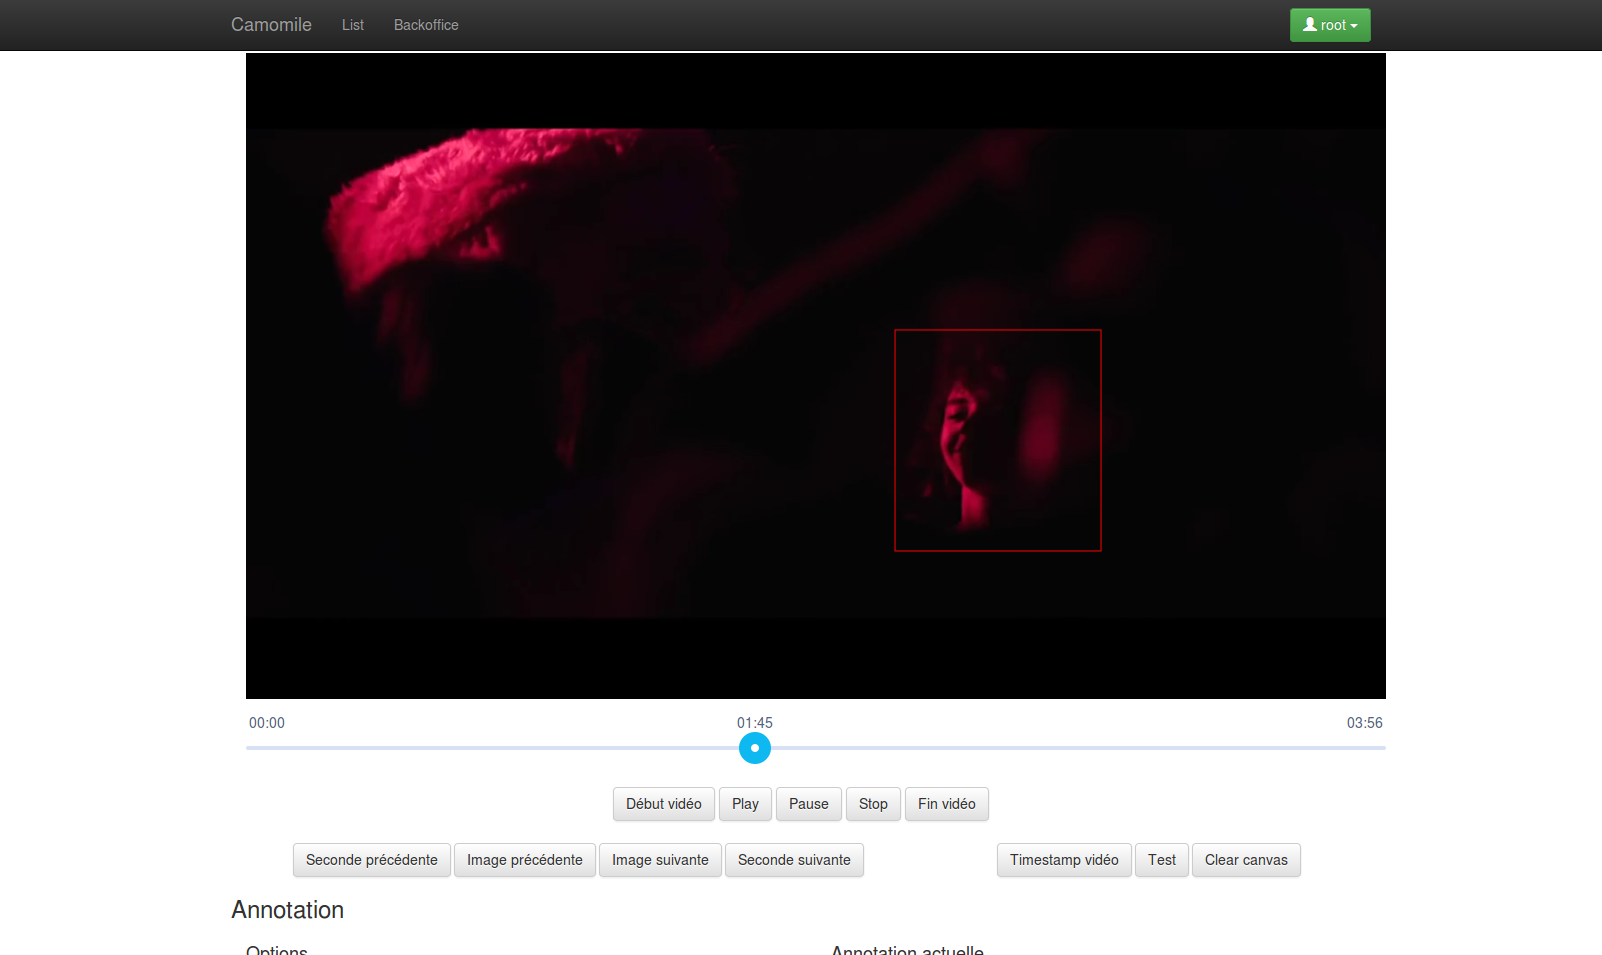 Camomile List Backoffice root
00:00 01:45 03:56
Début vidéo Play Pause Stop Fin vidéo
Seconde précédente Image précédente Image suivante Seconde suivante Timestamp vidéo Test Clear canvas
Annotation
Options Annotation actuelle